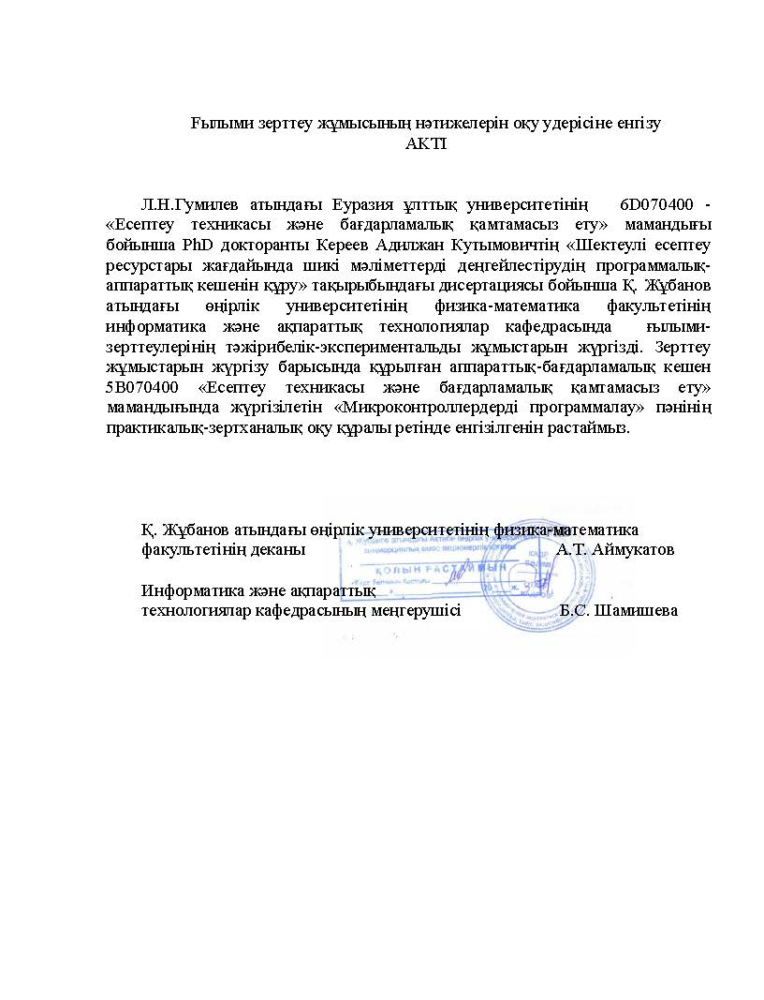 Ғылыми зерттеу жұмысының нәтижелерін оқу удерісіне енгізу
АКТІ
Л.Н.Гумилев атындағы Еуразия ұлттық университетінің 6D070400 -
«Есептеу техникасы және бағдарламалық қамтамасыз ету» мамандығы
бойынша PhD докторанты Кереев Адилжан Кутымовичтің «Шектеулі есептеу
ресурстары жағдайында шикі мәліметтерді деңгейлестірудің программалық-
аппараттық кешенін құру» тақырыбындағы дисертациясы бойынша Қ. Жұбанов
атындағы өңірлік университетінің физика-математика факультетінің
информатика және ақпараттық технологиялар кафедрасында ғылыми-
зерттеулерінің тәжірибелік-экспериментальды жұмыстарын жүргізді. Зерттеу
жұмыстарын жүргізу барысында құрылған аппараттық-бағдарламалық кешен
5В070400 «Есептеу техникасы және бағдарламалық қамтамасыз ету»
мамандығында жүргізілетін «Микроконтроллердерді программалау» пәнінің
практикалық-зертханалық оқу құралы ретінде енгізілгенін растаймыз.
Қ. Жұбанов атындағы өңірлік университетінің физика-математика
факультетінің деканы А.Т. Аймукатов
ҚОЛЫН РАСТАЙМЫН
20 ж.
Информатика және ақпараттық
технологиялар кафедрасының меңгерушісі Б.С. Шамишева